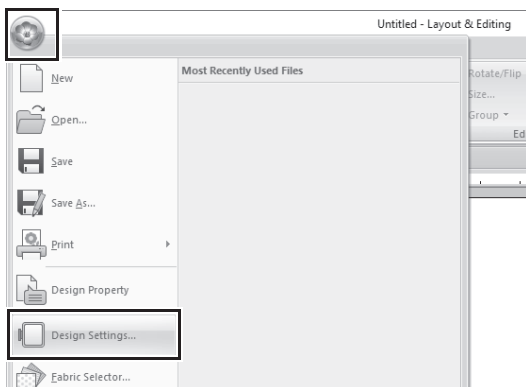 Untitled - Layout & Editing
Most Recently Used Files
New
Open...
Save
Save As...
Print
Design Property
Design Settings...
Fabric Selector...
Rotate/Flip
Size...
Group
Ed